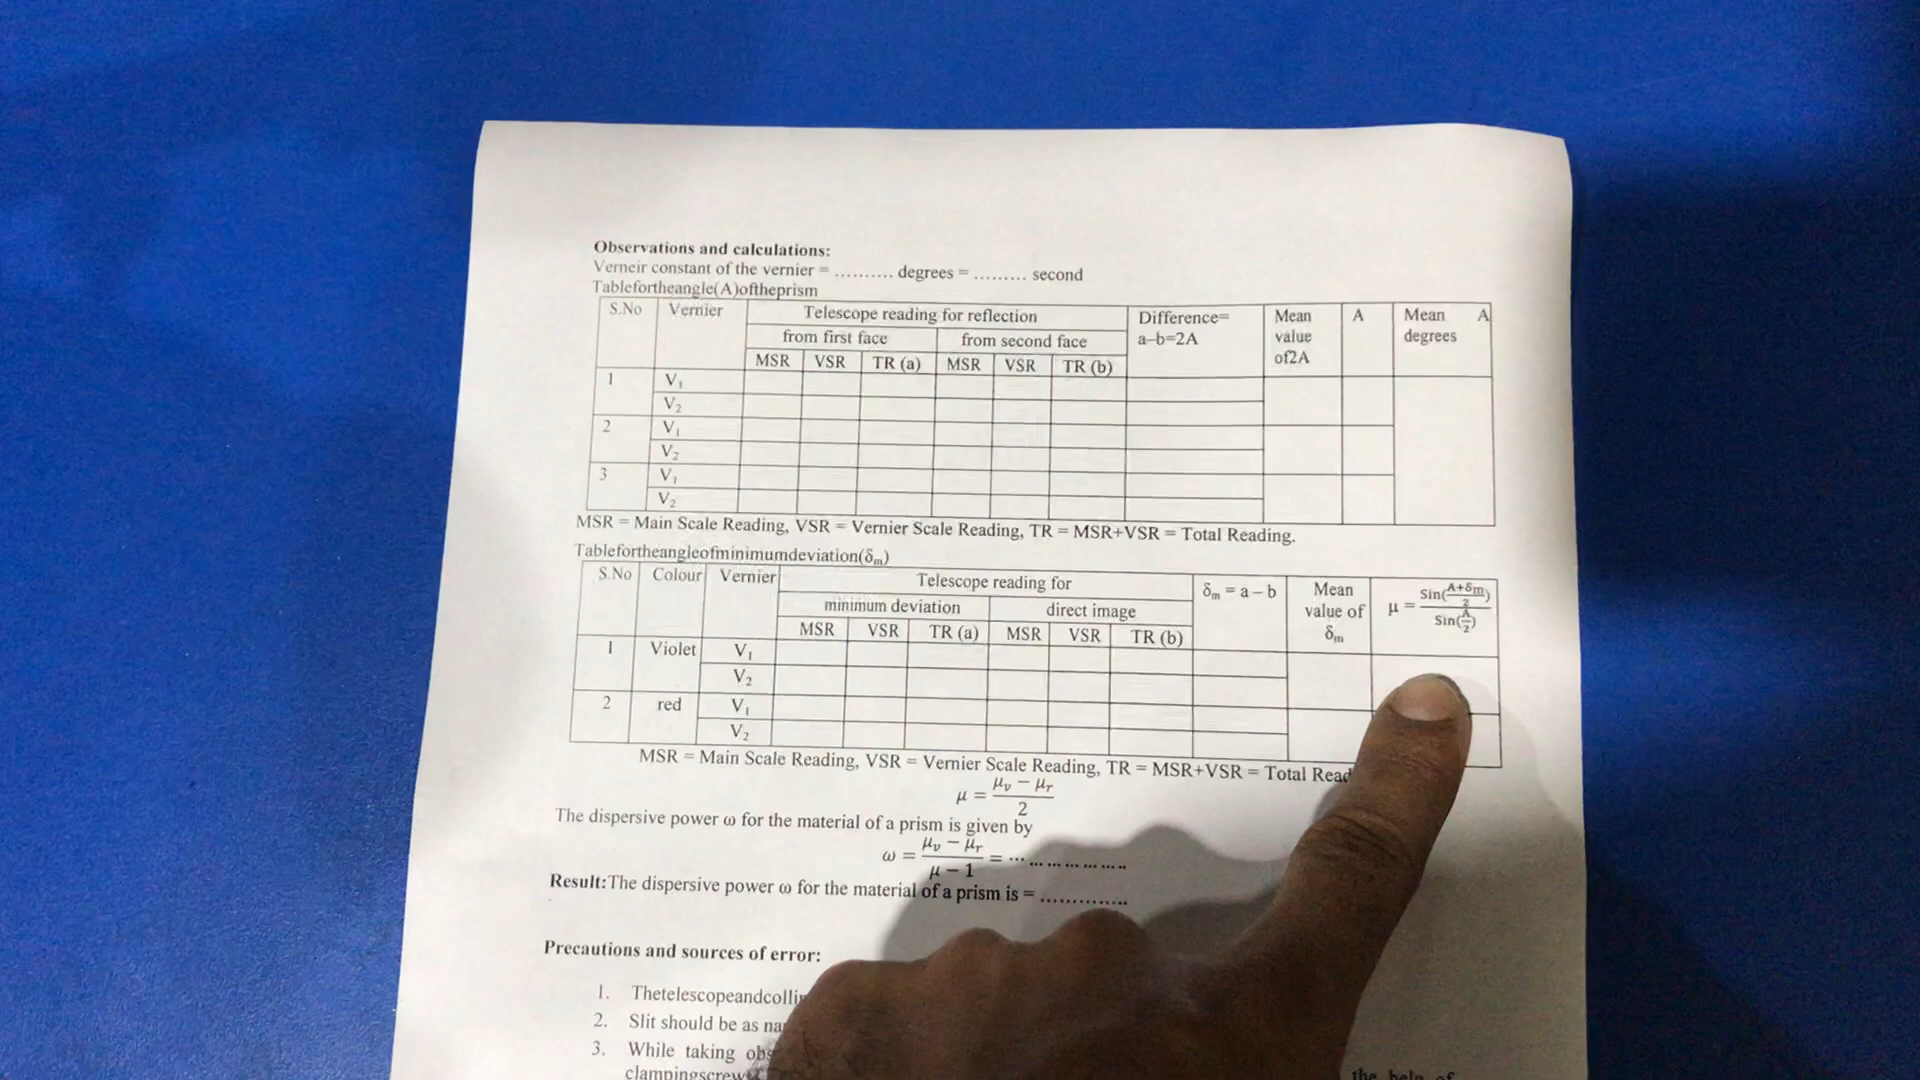 Observations and calculations:
Verneir constant of the vernier = .......... degrees = ......... second
Tablefortheangle(A)oftheprism
S.No Vernier Telescope reading for reflection Difference= a–b=2A Mean value of2A A Mean A degrees
from first face from second face
MSR VSR TR (a) MSR VSR TR (b)
1 V₁
V₂
2 V₁
V₂
3 V₁
V₂
MSR = Main Scale Reading, VSR = Vernier Scale Reading, TR = MSR+VSR = Total Reading.
Tablefortheangleofminimumdeviation(δₘ)
S.No Colour Vernier Telescope reading for δₘ = a – b Mean value of δₘ μ = Sin((A+δm)/2) / Sin(A/2)
minimum deviation direct image
MSR VSR TR (a) MSR VSR TR (b)
1 Violet V₁
V₂
2 red V₁
V₂
MSR = Main Scale Reading, VSR = Vernier Scale Reading, TR = MSR+VSR = Total Read
μ = (μᵥ − μᵣ) / 2
The dispersive power ω for the material of a prism is given by
ω = (μᵥ − μᵣ) / (μ − 1) = ... ... ... ... ... ..
Result:The dispersive power ω for the material of a prism is = ..............
Precautions and sources of error:
1. Thetelescopeandcolli
2. Slit should be as na
3. While taking obs
clampingscrew the help of